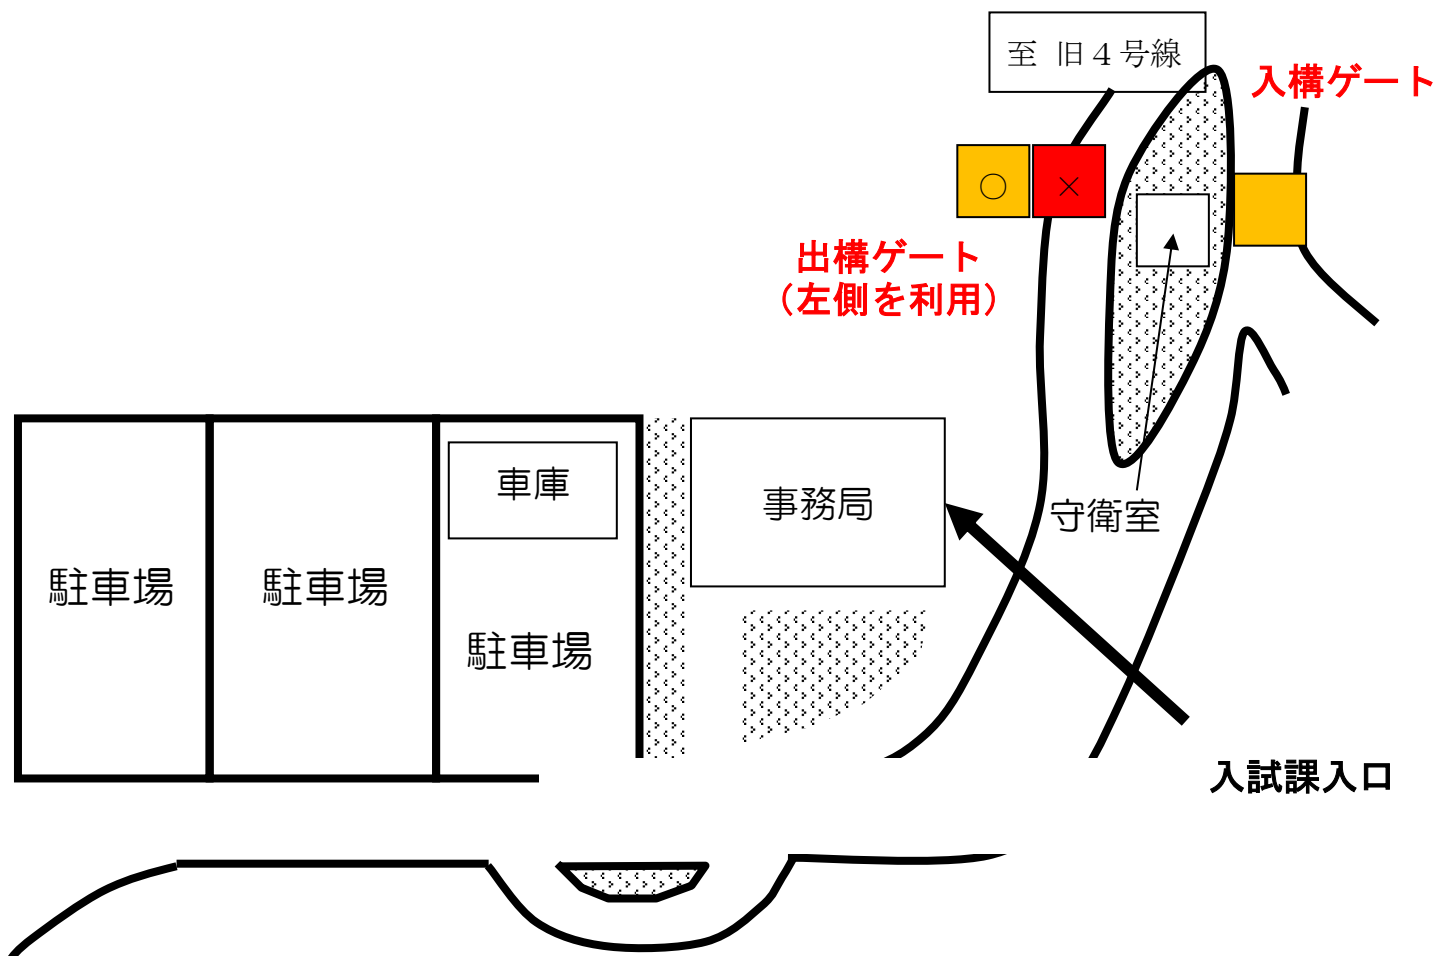 至 旧４号線
入構ゲート
○
×
出構ゲート
（左側を利用）
車庫
事務局
守衛室
駐車場
駐車場
駐車場
入試課入口